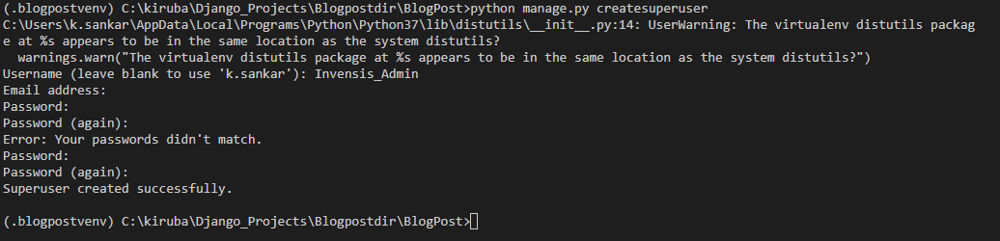 (.blogpostvenv) C:\kiruba\Django_Projects\Blogpostdir\BlogPost>python manage.py createsuperuser
C:\Users\k.sankar\AppData\Local\Programs\Python\Python37\lib\distutils\__init__.py:14: UserWarning: The virtualenv distutils packag
e at %s appears to be in the same location as the system distutils?
  warnings.warn("The virtualenv distutils package at %s appears to be in the same location as the system distutils?")
Username (leave blank to use 'k.sankar'): Invensis_Admin
Email address:
Password:
Password (again):
Error: Your passwords didn't match.
Password:
Password (again):
Superuser created successfully.

(.blogpostvenv) C:\kiruba\Django_Projects\Blogpostdir\BlogPost>